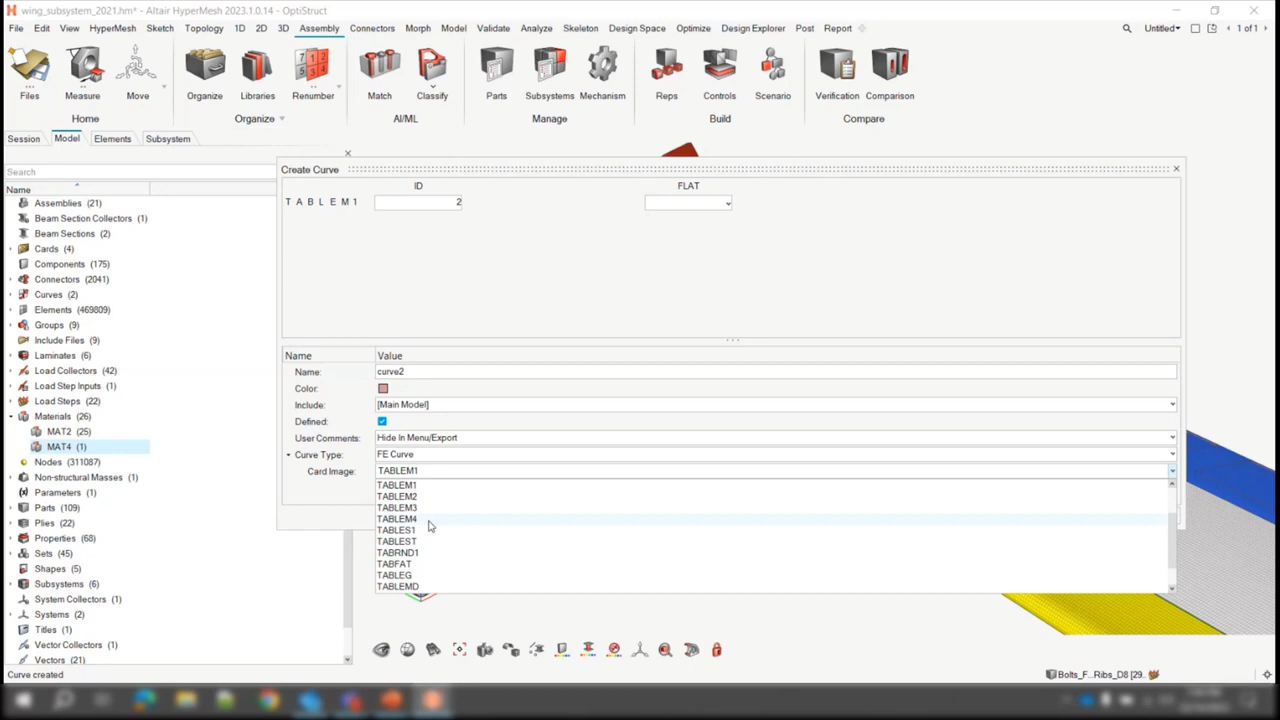 wing_subsystem_2021.hm* - Altair HyperMesh 2023.1.0.14 - OptiStruct
File Edit View HyperMesh Sketch Topology 1D 2D 3D Assembly Connectors Morph Model Validate Analyze Skeleton Design Space Optimize Design Explorer Post Report Untitled 1 of 1
Files Measure Move Organize Libraries Renumber Match Classify Parts Subsystems Mechanism Reps Controls Scenario Verification Comparison
Home Organize AI/ML Manage Build Compare
Session Model Elements Subsystem
Search
Name
Assemblies (21)
Beam Section Collectors (1)
Beam Sections (2)
Cards (4)
Components (175)
Connectors (2041)
Curves (2)
Elements (469809)
Groups (9)
Include Files (9)
Laminates (6)
Load Collectors (42)
Load Step Inputs (1)
Load Steps (22)
Materials (26)
MAT2 (25)
MAT4 (1)
Nodes (311087)
Non-structural Masses (1)
Parameters (1)
Parts (109)
Plies (22)
Properties (68)
Sets (45)
Shapes (5)
Subsystems (6)
System Collectors (1)
Systems (2)
Titles (1)
Vector Collectors (1)
Vectors (21)
Create Curve
ID FLAT
T A B L E M 1 2
Name Value
Name: curve2
Color:
Include: [Main Model]
Defined:
User Comments: Hide In Menu/Export
Curve Type: FE Curve
Card Image: TABLEM1
TABLEM1
TABLEM2
TABLEM3
TABLEM4
TABLES1
TABLEST
TABRND1
TABFAT
TABLEG
TABLEMD
Curve created
Bolts_F... Ribs_D8 [29..